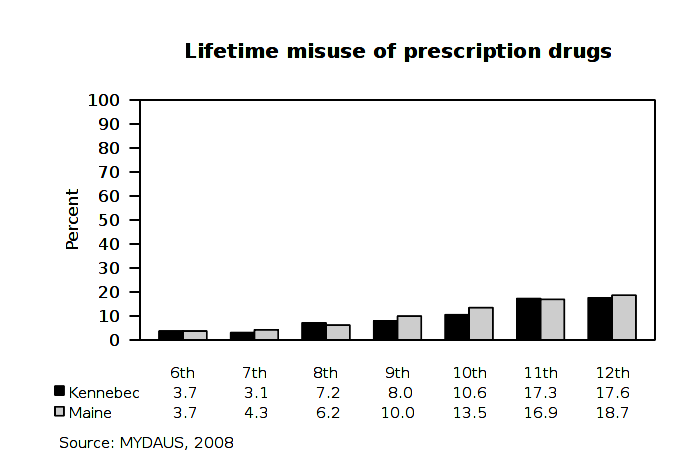 Lifetime misuse of prescription drugs
100
90
80
70
60
50
40
30
20
10
0
Percent
6th 7th 8th 9th 10th 11th 12th
Kennebec 3.7 3.1 7.2 8.0 10.6 17.3 17.6
Maine 3.7 4.3 6.2 10.0 13.5 16.9 18.7
Source: MYDAUS, 2008